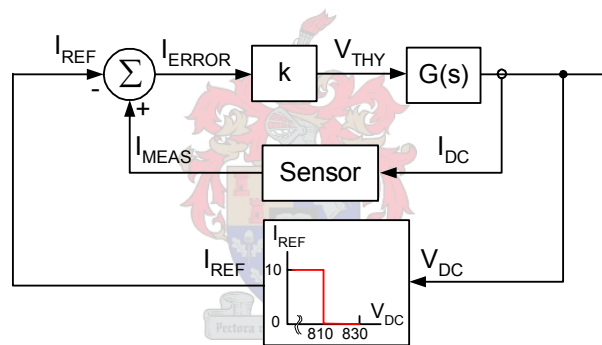 I_REF
I_ERROR
V_THY
-
Σ
+
k
G(s)
I_MEAS
Sensor
I_DC
I_REF
I_REF
10
0
810 830
V_DC
V_DC
Pectora